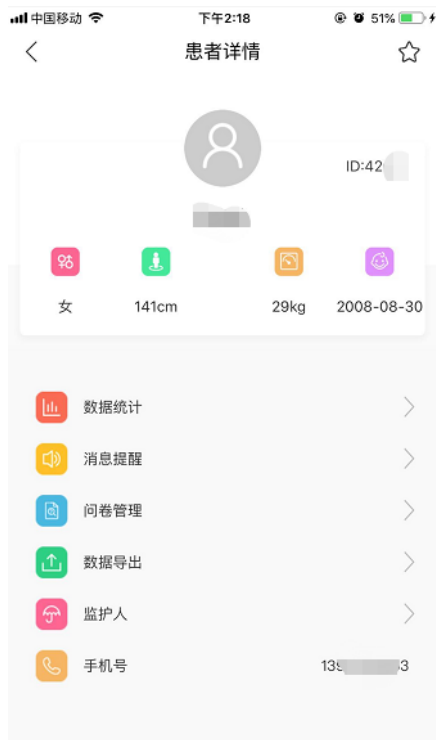 中国移动 下午2:18 51%
患者详情
ID:42
女 141cm 29kg 2008-08-30
数据统计
消息提醒
问卷管理
数据导出
监护人
手机号 139 3